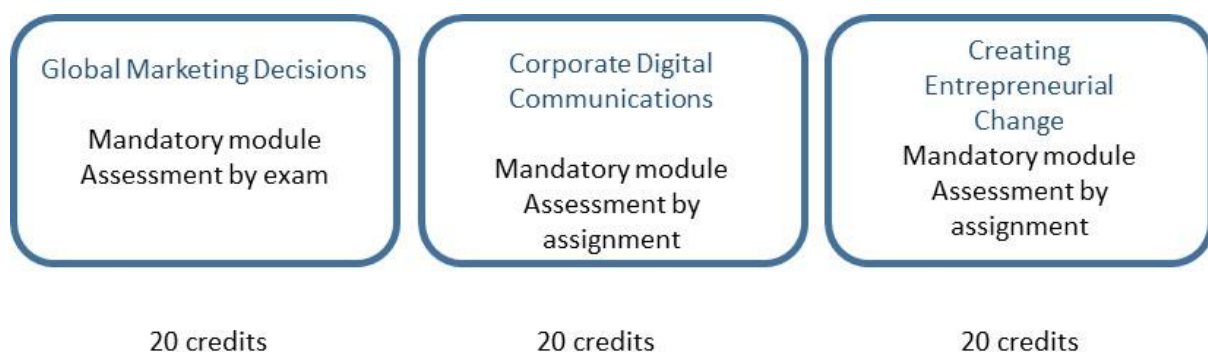 Global Marketing Decisions
Mandatory module
Assessment by exam
Corporate Digital
Communications
Mandatory module
Assessment by
assignment
Creating
Entrepreneurial
Change
Mandatory module
Assessment by
assignment
20 credits
20 credits
20 credits